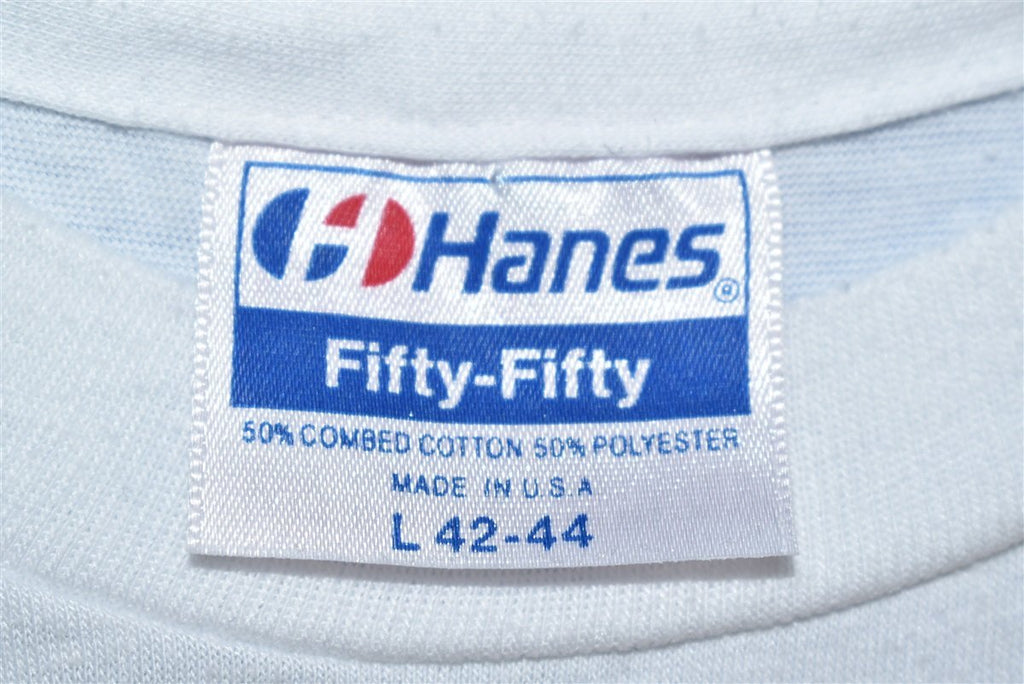 Hanes®
Fifty-Fifty
50% COMBED COTTON 50% POLYESTER
MADE IN U.S.A
L 42-44